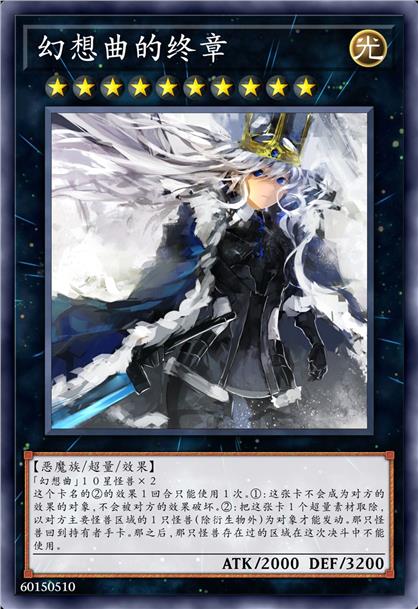 幻想曲的终章
光
【恶魔族/超量/效果】
「幻想曲」10星怪兽×2
这个卡名的②的效果1回合只能使用1次。①:这张卡不会成为对方的
效果的对象,不会被对方的效果破坏。②:把这张卡1个超量素材取除,
以对方主要怪兽区域的1只怪兽(除衍生物外)为对象才能发动。那只怪
兽回到持有者手卡。那之后,那只怪兽存在过的区域在这次决斗中不能
使用。
ATK/2000 DEF/3200
60150510